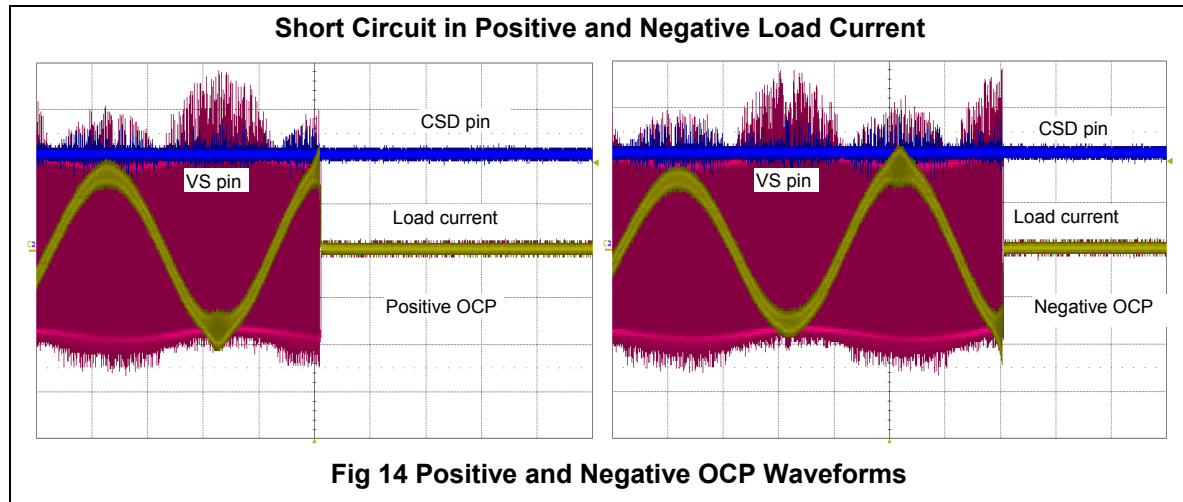 Short Circuit in Positive and Negative Load Current
CSD pin
VS pin
Load current
Positive OCP
CSD pin
VS pin
Load current
Negative OCP
Fig 14 Positive and Negative OCP Waveforms